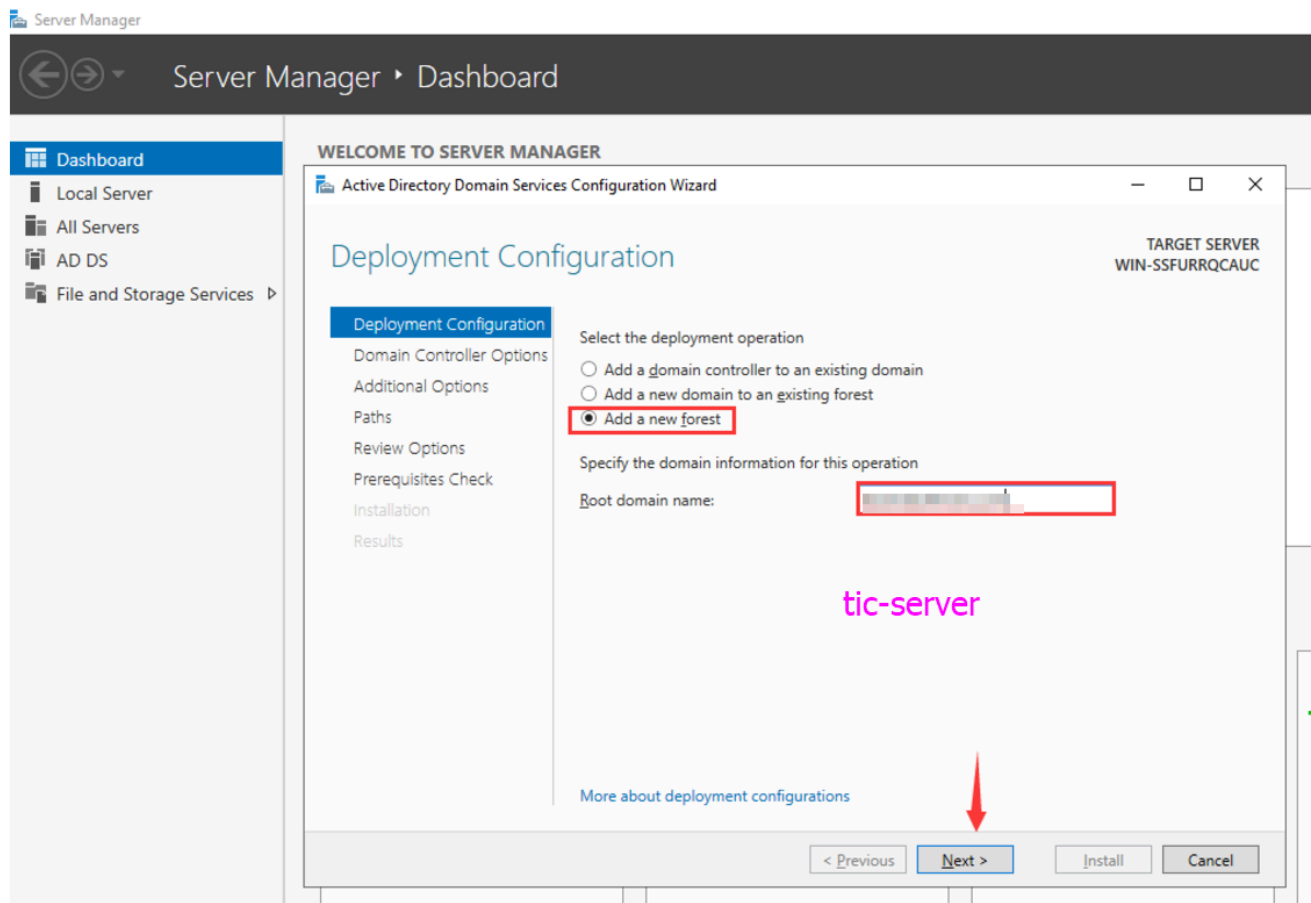 Server Manager
Server Manager ‣ Dashboard
Dashboard
Local Server
All Servers
AD DS
File and Storage Services
WELCOME TO SERVER MANAGER
Active Directory Domain Services Configuration Wizard
Deployment Configuration
TARGET SERVER
WIN-SSFURRQCAUC
Deployment Configuration
Domain Controller Options
Additional Options
Paths
Review Options
Prerequisites Check
Installation
Results
Select the deployment operation
Add a domain controller to an existing domain
Add a new domain to an existing forest
Add a new forest
Specify the domain information for this operation
Root domain name:
tic-server
More about deployment configurations
< Previous
Next >
Install
Cancel